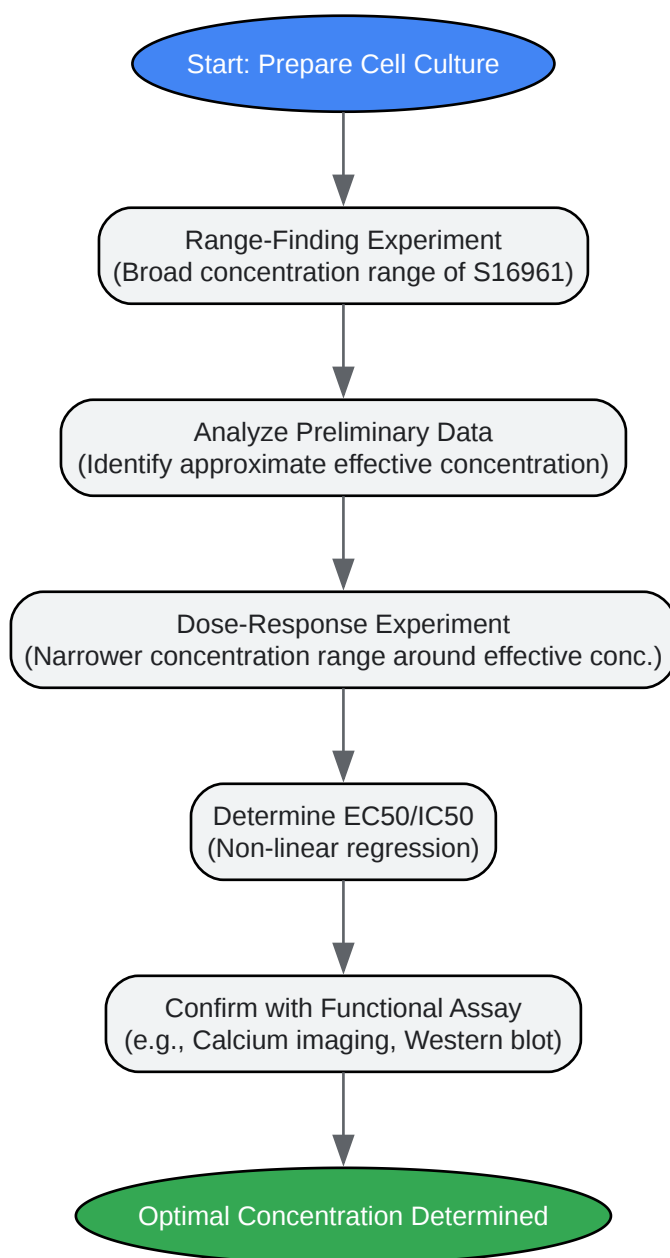 Start: Prepare Cell Culture
Range-Finding Experiment
(Broad concentration range of S16961)
Analyze Preliminary Data
(Identify approximate effective concentration)
Dose-Response Experiment
(Narrower concentration range around effective conc.)
Determine EC50/IC50
(Non-linear regression)
Confirm with Functional Assay
(e.g., Calcium imaging, Western blot)
Optimal Concentration Determined